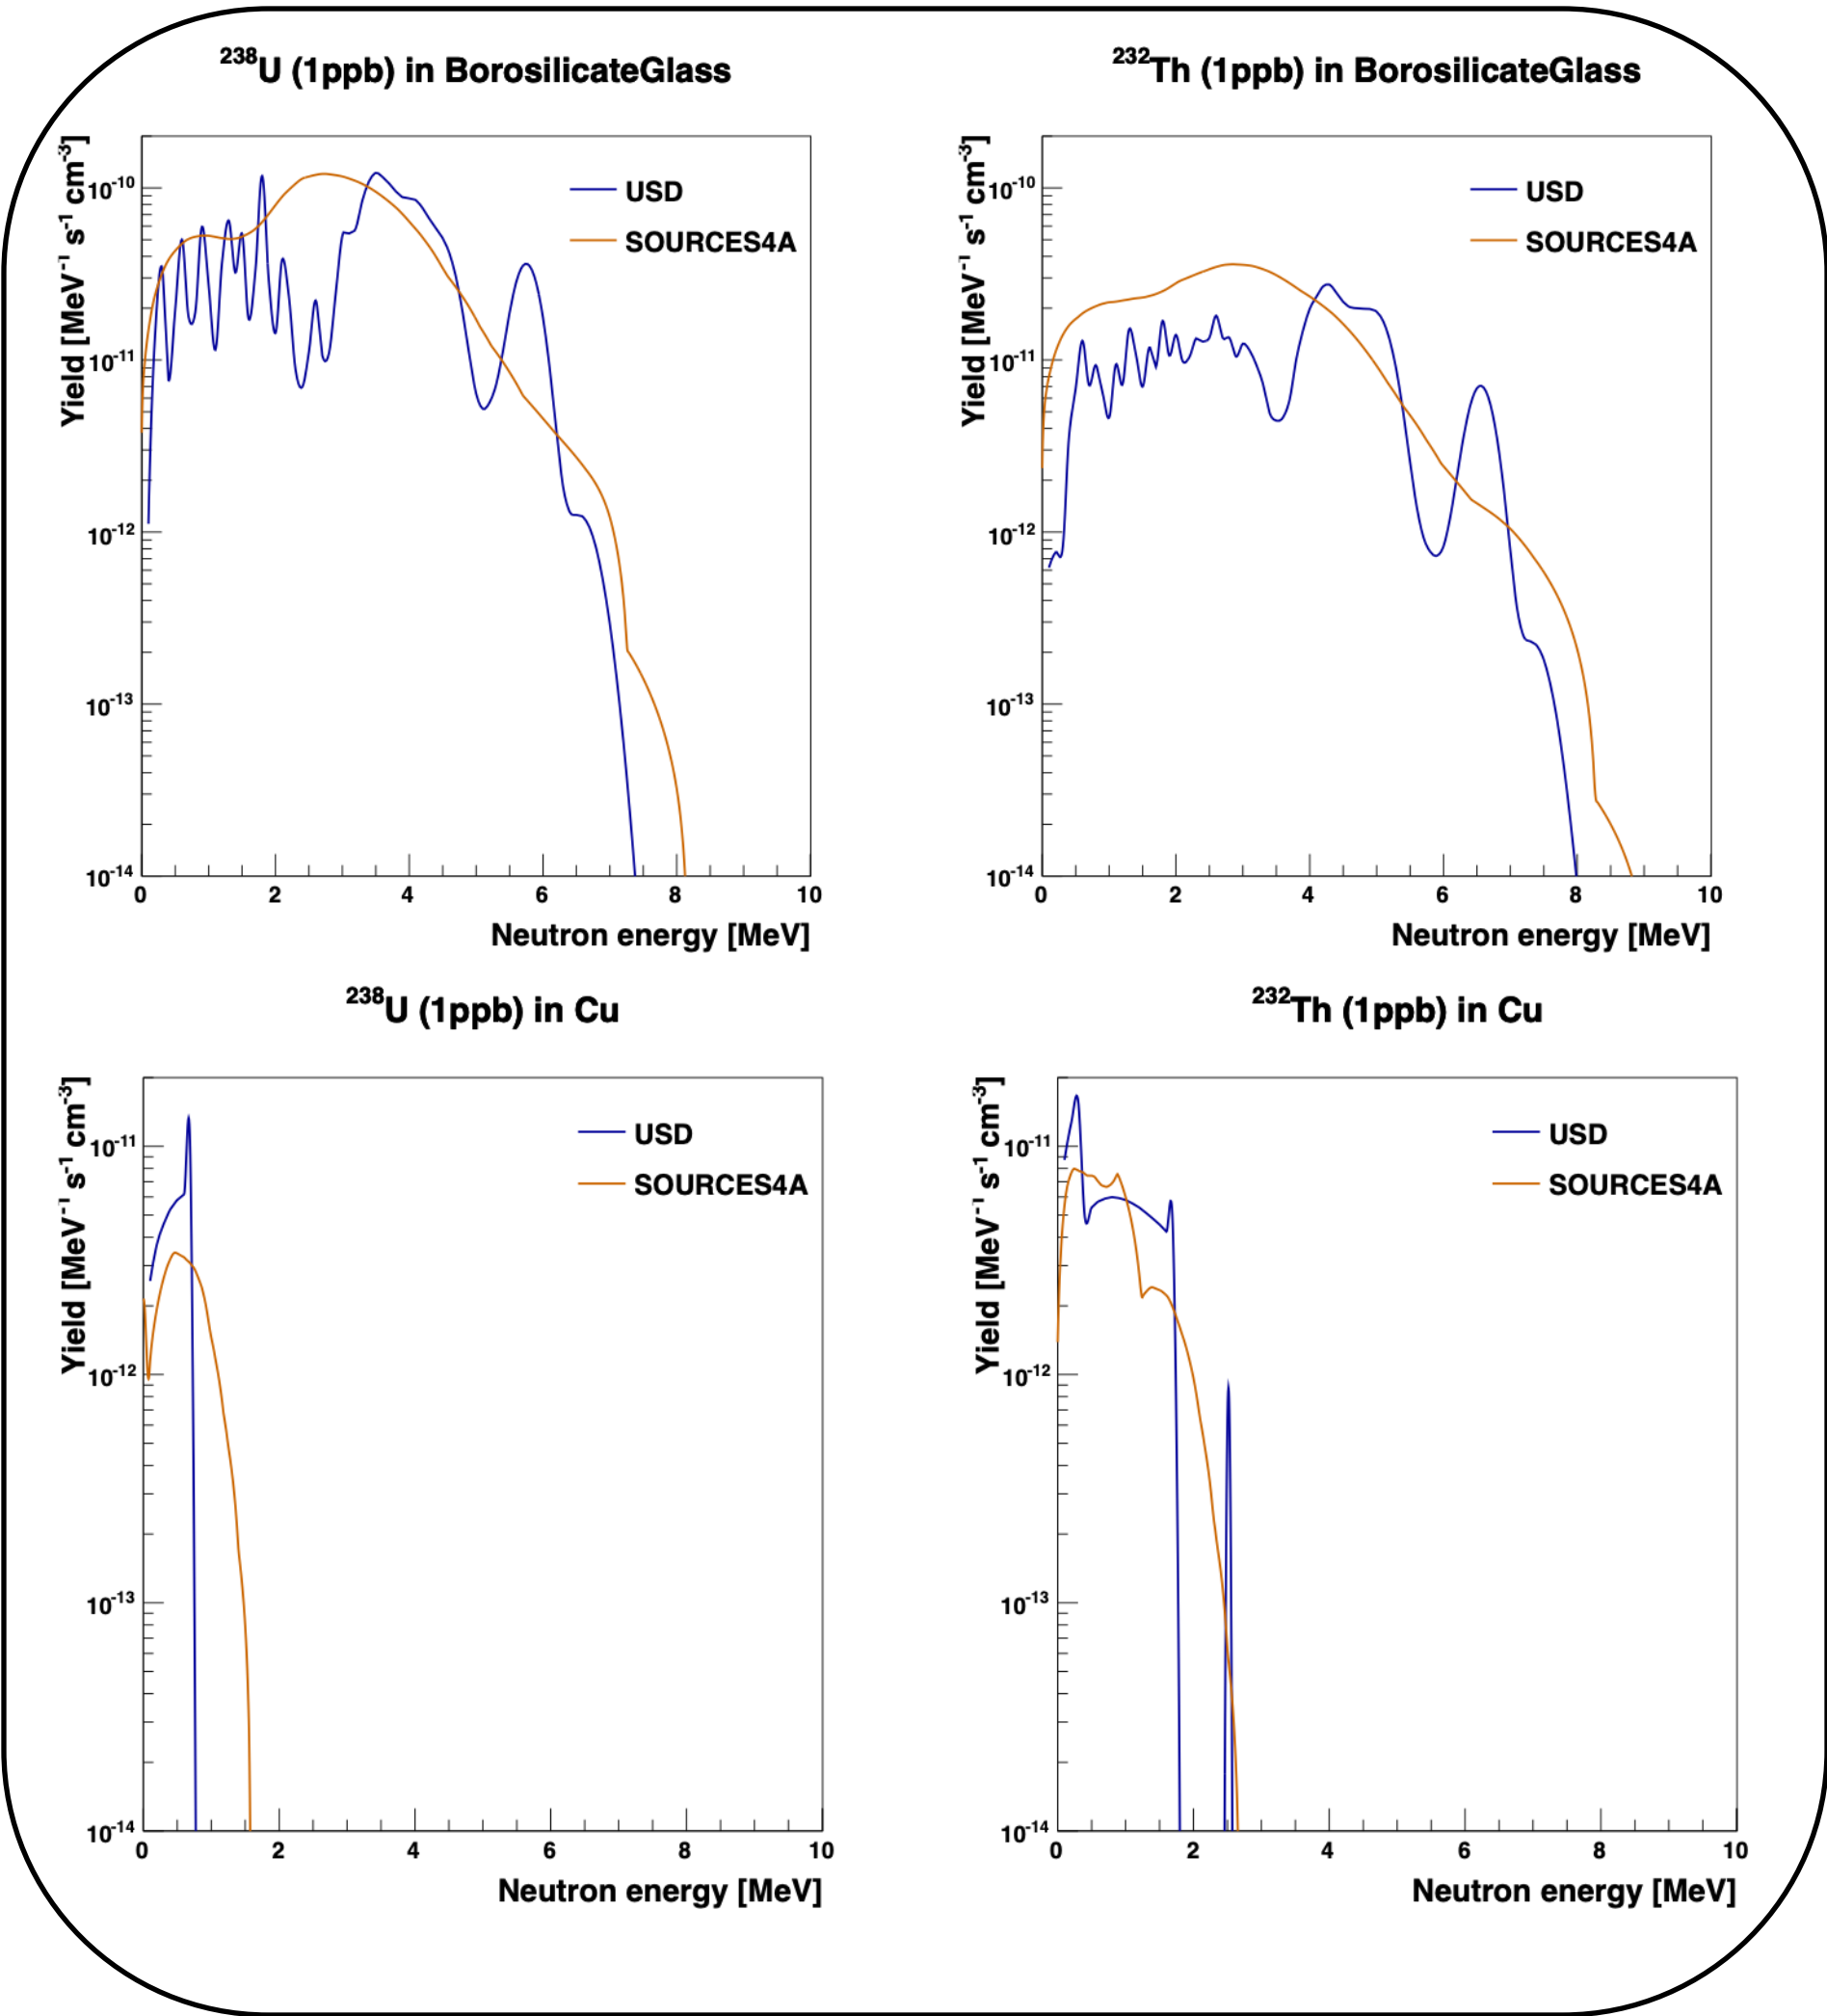 ²³⁸U (1ppb) in BorosilicateGlass
Yield [MeV⁻¹ s⁻¹ cm⁻³]
10⁻¹⁰
10⁻¹¹
10⁻¹²
10⁻¹³
10⁻¹⁴
USD
SOURCES4A
0 2 4 6 8 10
Neutron energy [MeV]
²³²Th (1ppb) in BorosilicateGlass
Yield [MeV⁻¹ s⁻¹ cm⁻³]
10⁻¹⁰
10⁻¹¹
10⁻¹²
10⁻¹³
10⁻¹⁴
USD
SOURCES4A
0 2 4 6 8 10
Neutron energy [MeV]
²³⁸U (1ppb) in Cu
Yield [MeV⁻¹ s⁻¹ cm⁻³]
10⁻¹¹
10⁻¹²
10⁻¹³
10⁻¹⁴
USD
SOURCES4A
0 2 4 6 8 10
Neutron energy [MeV]
²³²Th (1ppb) in Cu
Yield [MeV⁻¹ s⁻¹ cm⁻³]
10⁻¹¹
10⁻¹²
10⁻¹³
10⁻¹⁴
USD
SOURCES4A
0 2 4 6 8 10
Neutron energy [MeV]